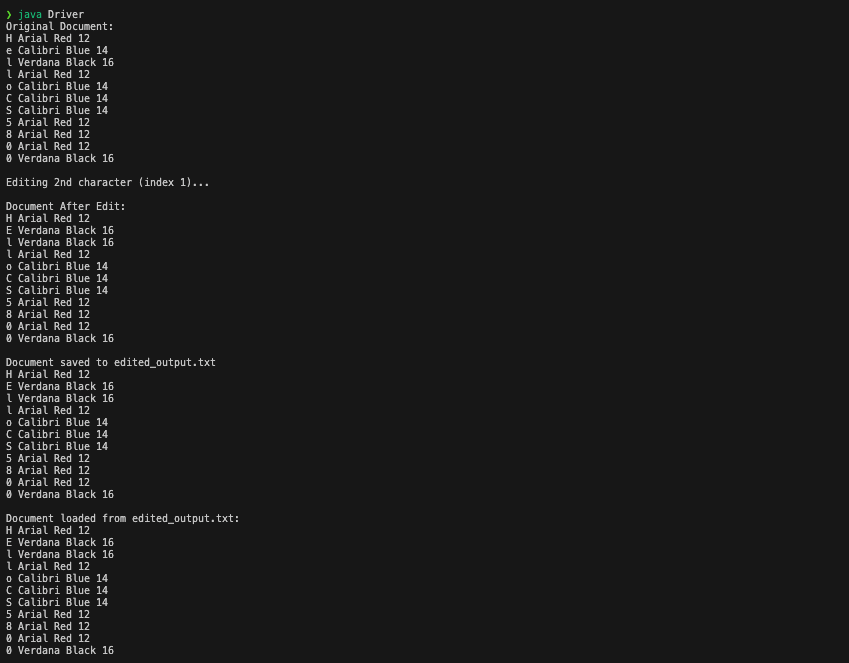 ❯ java Driver
Original Document:
H Arial Red 12
e Calibri Blue 14
l Verdana Black 16
l Arial Red 12
o Calibri Blue 14
C Calibri Blue 14
S Calibri Blue 14
5 Arial Red 12
8 Arial Red 12
0 Arial Red 12
0 Verdana Black 16

Editing 2nd character (index 1)...

Document After Edit:
H Arial Red 12
E Verdana Black 16
l Verdana Black 16
l Arial Red 12
o Calibri Blue 14
C Calibri Blue 14
S Calibri Blue 14
5 Arial Red 12
8 Arial Red 12
0 Arial Red 12
0 Verdana Black 16

Document saved to edited_output.txt
H Arial Red 12
E Verdana Black 16
l Verdana Black 16
l Arial Red 12
o Calibri Blue 14
C Calibri Blue 14
S Calibri Blue 14
5 Arial Red 12
8 Arial Red 12
0 Arial Red 12
0 Verdana Black 16

Document loaded from edited_output.txt:
H Arial Red 12
E Verdana Black 16
l Verdana Black 16
l Arial Red 12
o Calibri Blue 14
C Calibri Blue 14
S Calibri Blue 14
5 Arial Red 12
8 Arial Red 12
0 Arial Red 12
0 Verdana Black 16